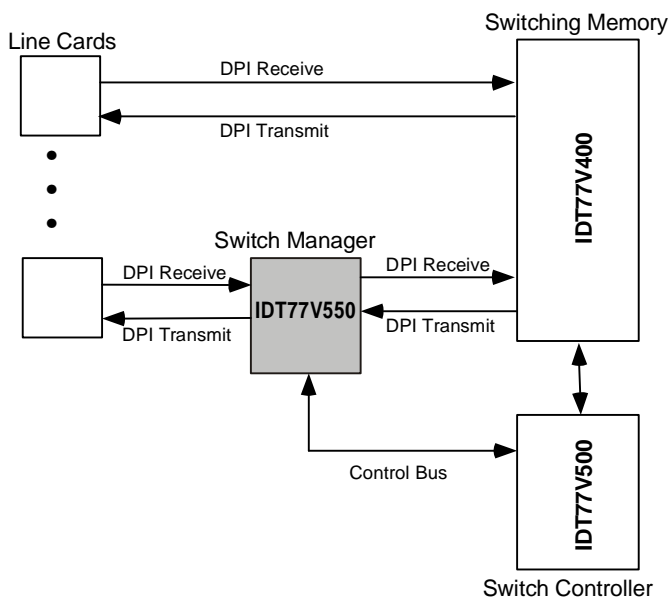 Switching Memory
Line Cards
DPI Receive
DPI Transmit
IDT77V400
Switch Manager
DPI Receive
DPI Receive
IDT77V550
DPI Transmit
DPI Transmit
Control Bus
IDT77V500
Switch Controller